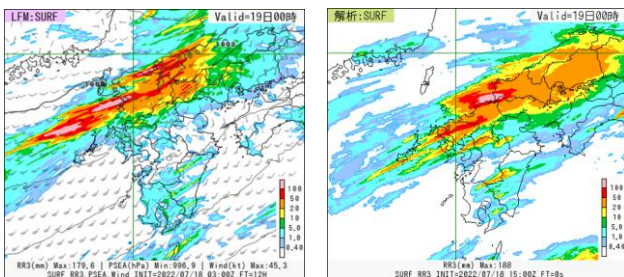 LFM:SURF
Valid=19日00時
1000
100
50
20
10
5.0
1.0
0.40
RR3(mm) Max:179.6 | PSEA(hPa) Min:996.9 | Wind(kt) Max:45.3
SURF RR3 PSEA Wind INIT=2022/07/18 03:00Z FT=12H
解析:SURF
Valid=19日00時
100
50
20
10
5.0
1.0
0.40
RR3(mm) Max=188
SURF RR3 INIT=2022/07/18 15:00Z FT=0s